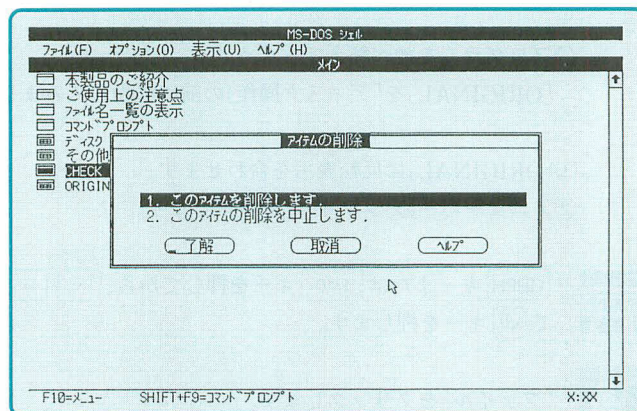 MS-DOS ｼｪﾙ
ﾌｧｲﾙ(F) ｵﾌﾟｼｮﾝ(O) 表示(V) ﾍﾙﾌﾟ(H)
ﾒｲﾝ
本製品のご紹介
ご使用上の注意点
ﾌｧｲﾙ名一覧の表示
ｺﾏﾝﾄﾞﾌﾟﾛﾝﾌﾟﾄ
ﾃﾞｨｽｸ
その他
CHECK
ORIGIN
ｱｲﾃﾑの削除
1. このｱｲﾃﾑを削除します.
2. このｱｲﾃﾑの削除を中止します.
了解 取消 ﾍﾙﾌﾟ
F10=ﾒﾆｭｰ SHIFT+F9=ｺﾏﾝﾄﾞﾌﾟﾛﾝﾌﾟﾄ X:XX